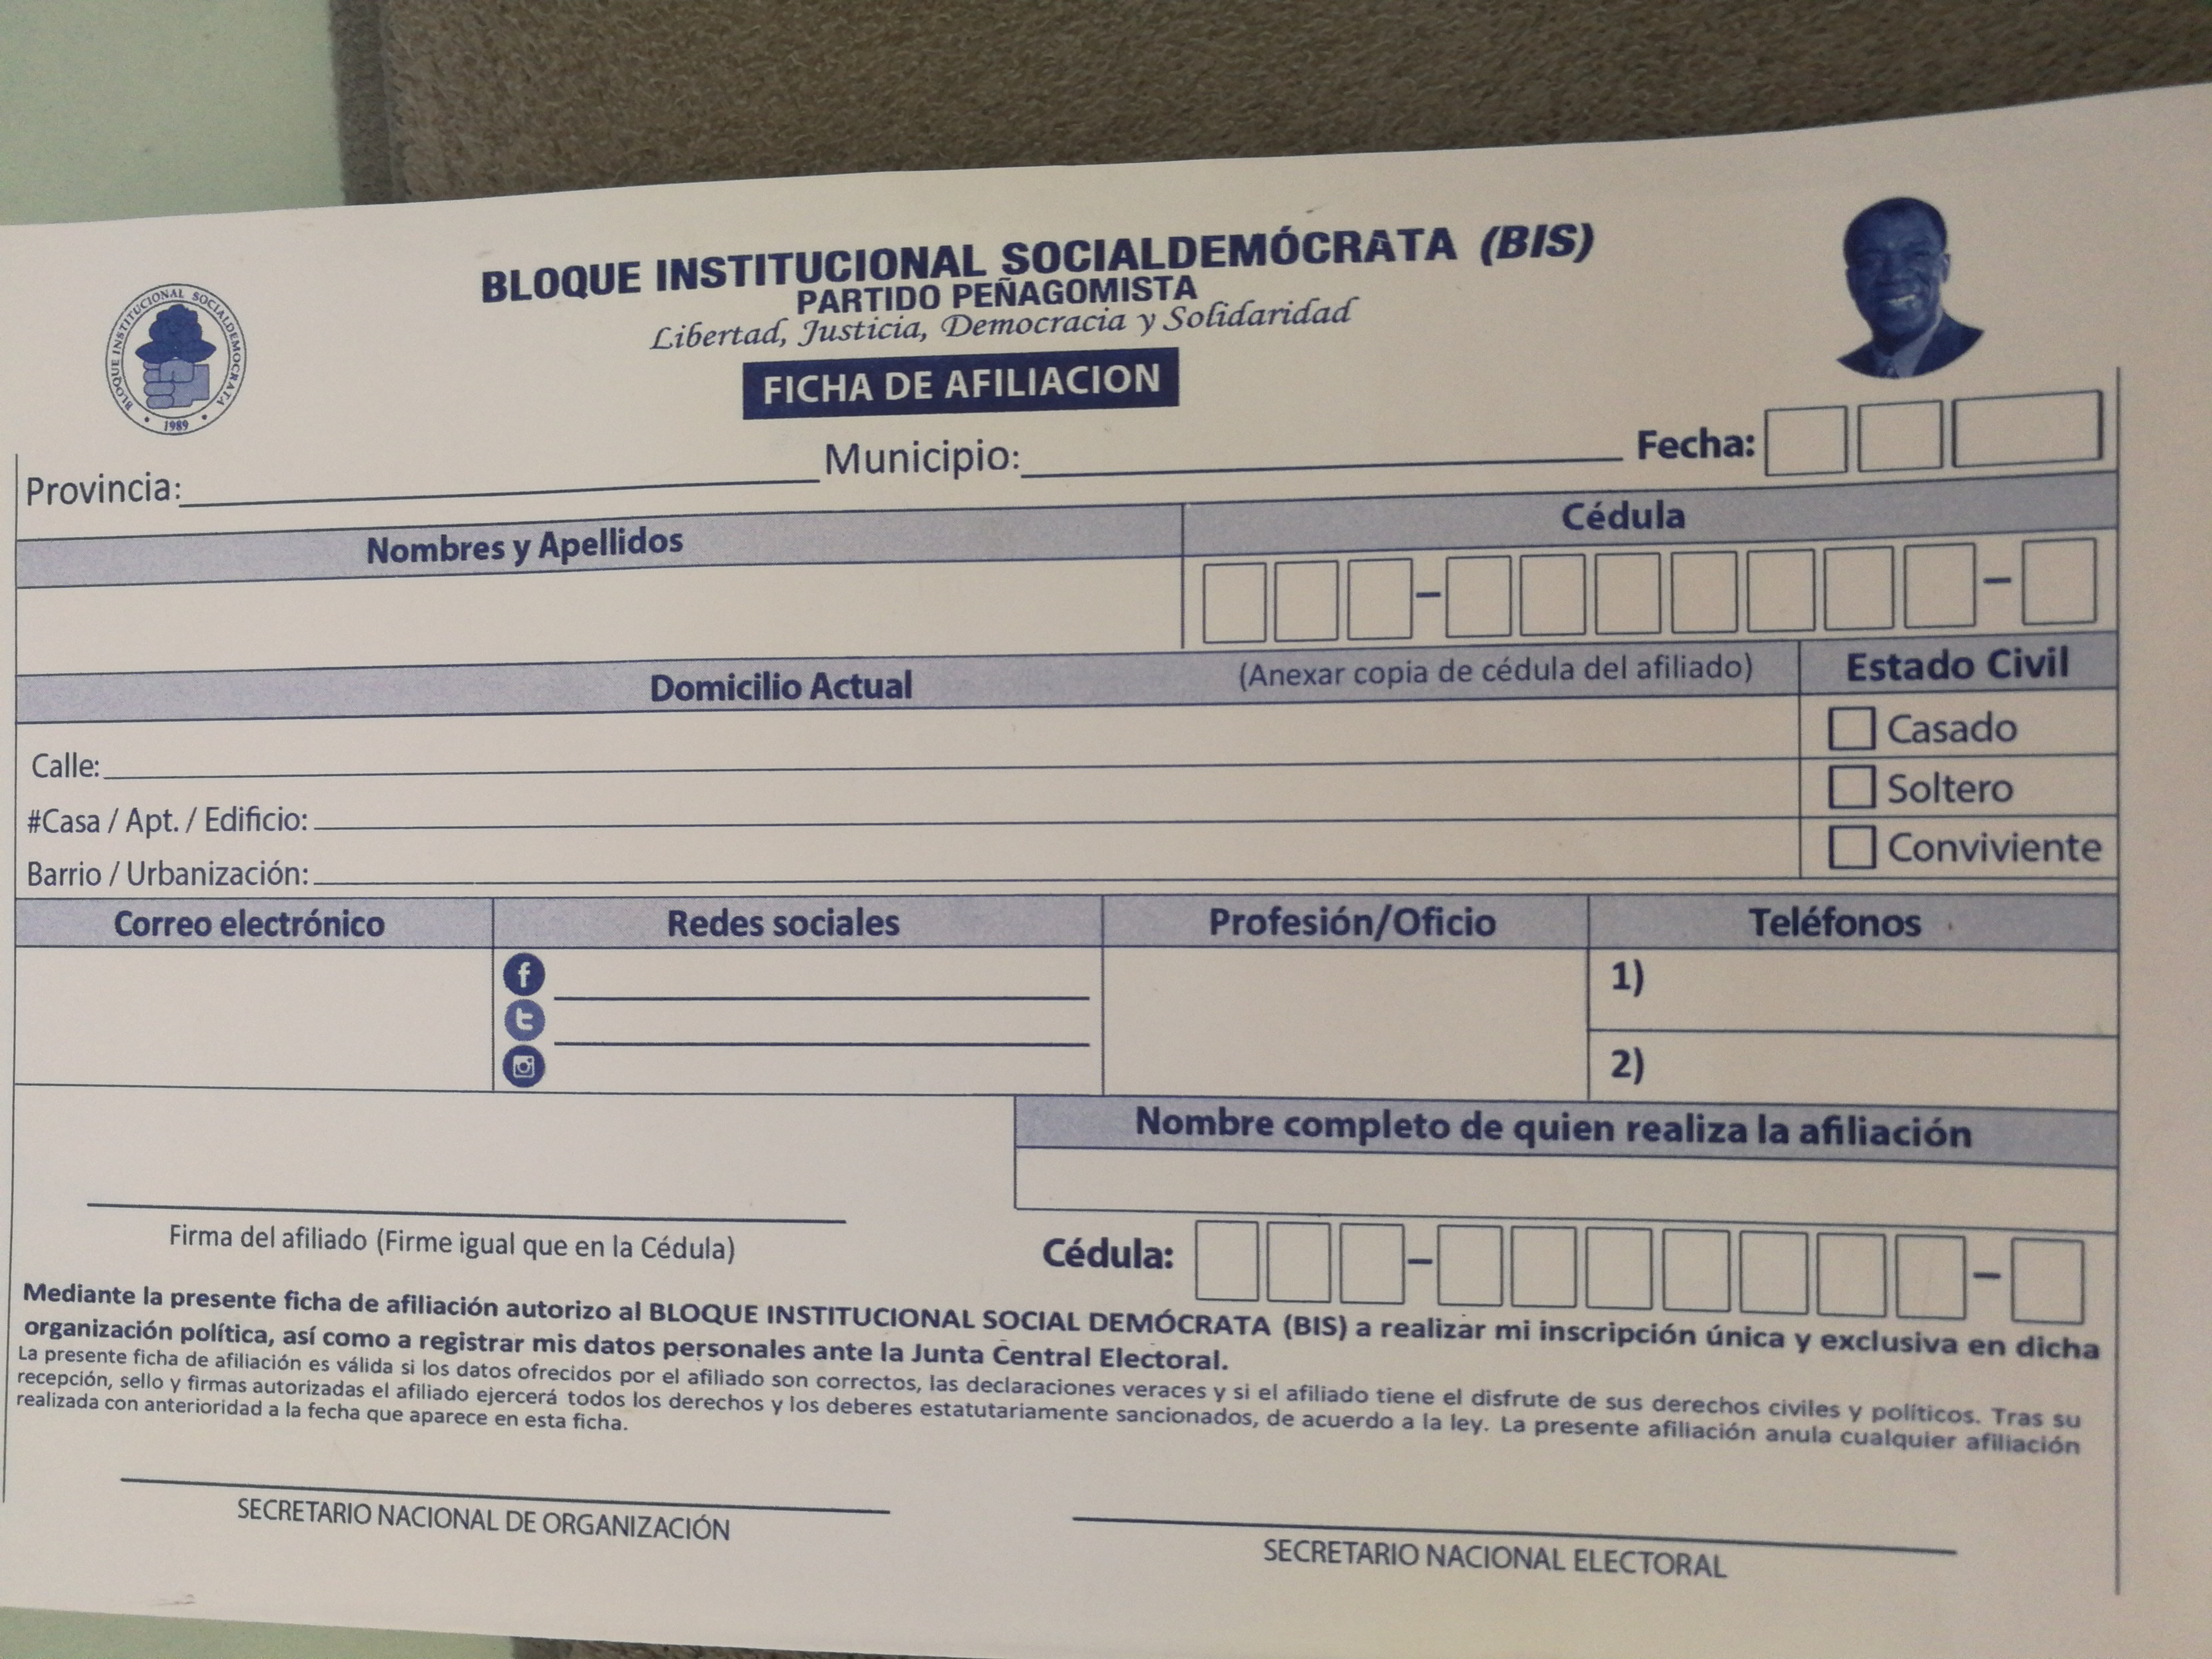 BLOQUE INSTITUCIONAL SOCIALDEMÓCRATA (BIS)
PARTIDO PEÑAGOMISTA
Libertad, Justicia, Democracia y Solidaridad
FICHA DE AFILIACION
BLOQUE INSTITUCIONAL SOCIALDEMOCRATA
1989
Provincia: Municipio: Fecha:
Nombres y Apellidos Cédula
– –
Domicilio Actual (Anexar copia de cédula del afiliado) Estado Civil
Casado
Calle:
Soltero
#Casa / Apt. / Edificio:
Conviviente
Barrio / Urbanización:
Correo electrónico Redes sociales Profesión/Oficio Teléfonos
f 1)
t
2)
Nombre completo de quien realiza la afiliación
Firma del afiliado (Firme igual que en la Cédula)
Cédula: – –
Mediante la presente ficha de afiliación autorizo al BLOQUE INSTITUCIONAL SOCIAL DEMÓCRATA (BIS) a realizar mi inscripción única y exclusiva en dicha
organización política, así como a registrar mis datos personales ante la Junta Central Electoral.
La presente ficha de afiliación es válida si los datos ofrecidos por el afiliado son correctos, las declaraciones veraces y si el afiliado tiene el disfrute de sus derechos civiles y políticos. Tras su
recepción, sello y firmas autorizadas el afiliado ejercerá todos los derechos y los deberes estatutariamente sancionados, de acuerdo a la ley. La presente afiliación anula cualquier afiliación
realizada con anterioridad a la fecha que aparece en esta ficha.
SECRETARIO NACIONAL DE ORGANIZACIÓN
SECRETARIO NACIONAL ELECTORAL